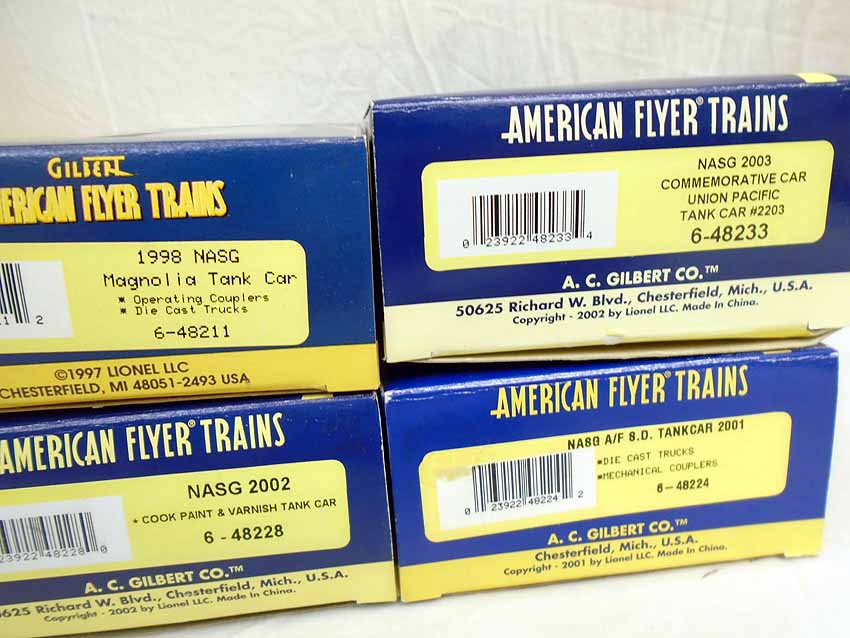 GILBERT
AMERICAN FLYER TRAINS
1998 NASG
Magnolia Tank Car
* Operating Couplers
* Die Cast Trucks
6-48211
11 2
©1997 LIONEL LLC
CHESTERFIELD, MI 48051-2493 USA
AMERICAN FLYER® TRAINS
NASG 2003
COMMEMORATIVE CAR
UNION PACIFIC
TANK CAR #2203
6-48233
0 23922 48233 4
A. C. GILBERT CO.™
50625 Richard W. Blvd., Chesterfield, Mich., U.S.A.
Copyright - 2002 by Lionel LLC. Made In China.
AMERICAN FLYER® TRAINS
NASG 2002
* COOK PAINT & VARNISH TANK CAR
6 - 48228
23922 48228 0
A. C. GILBERT CO.™
50625 Richard W. Blvd., Chesterfield, Mich., U.S.A.
Copyright - 2002 by Lionel LLC. Made In China.
AMERICAN FLYER® TRAINS
NASG A/F S.D. TANKCAR 2001
*DIE CAST TRUCKS
*MECHANICAL COUPLERS
6-48224
0 23922 48224 2
A. C. GILBERT CO.™
Chesterfield, Mich., U.S.A.
Copyright - 2001 by Lionel LLC. Made In China.